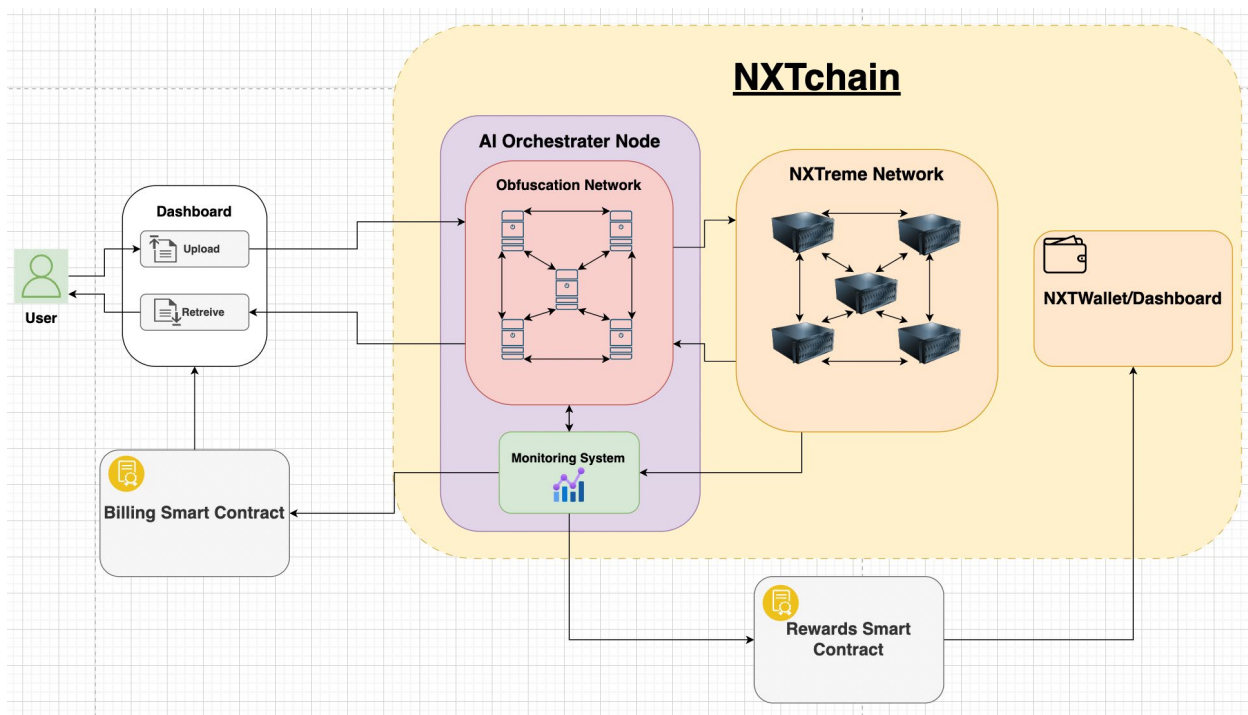 NXTchain
AI Orchestrater Node
Obfuscation Network
NXTreme Network
Dashboard
Upload
Retreive
User
NXTWallet/Dashboard
Monitoring System
Billing Smart Contract
Rewards Smart
Contract